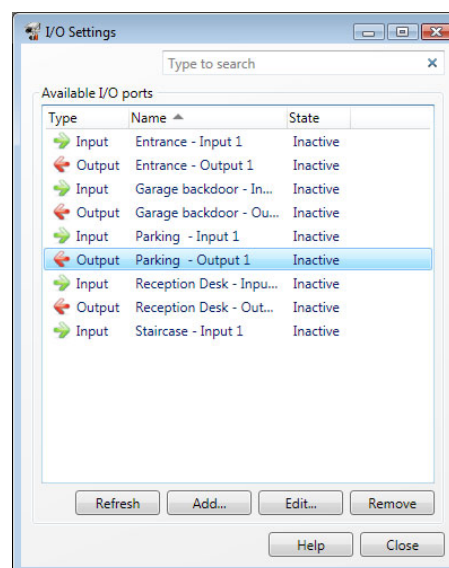 I/O Settings
Type to search
Available I/O ports
Type Name State
Input Entrance - Input 1 Inactive
Output Entrance - Output 1 Inactive
Input Garage backdoor - In... Inactive
Output Garage backdoor - Ou... Inactive
Input Parking - Input 1 Inactive
Output Parking - Output 1 Inactive
Input Reception Desk - Inpu... Inactive
Output Reception Desk - Out... Inactive
Input Staircase - Input 1 Inactive
Refresh Add... Edit... Remove
Help Close